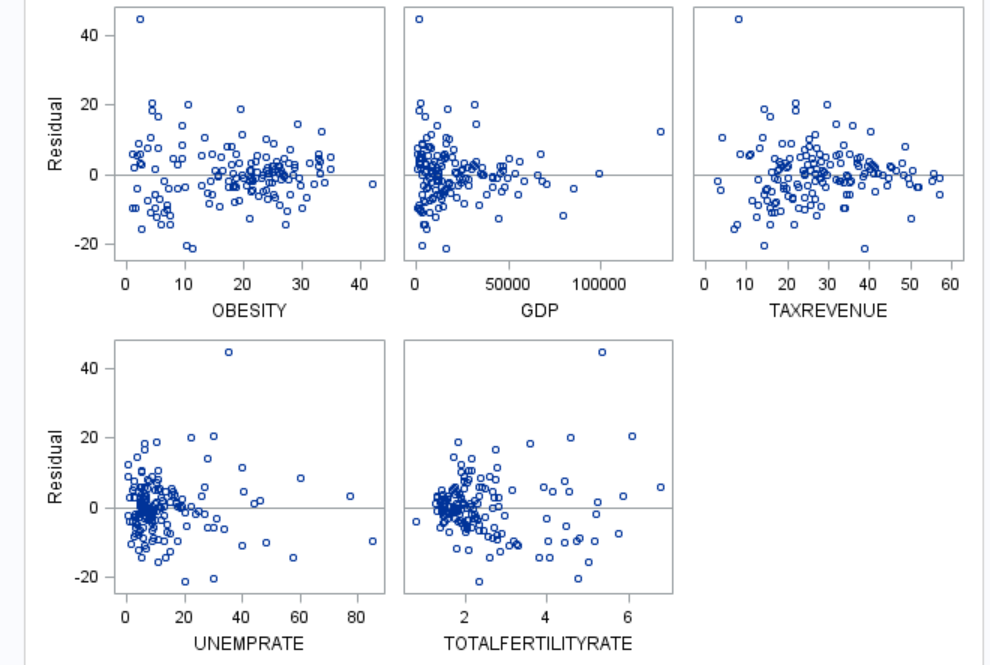 40
20
0
-20
Residual
0 10 20 30 40
OBESITY
0 50000 100000
GDP
0 10 20 30 40 50 60
TAXREVENUE
40
20
0
-20
Residual
0 20 40 60 80
UNEMPRATE
2 4 6
TOTALFERTILITYRATE